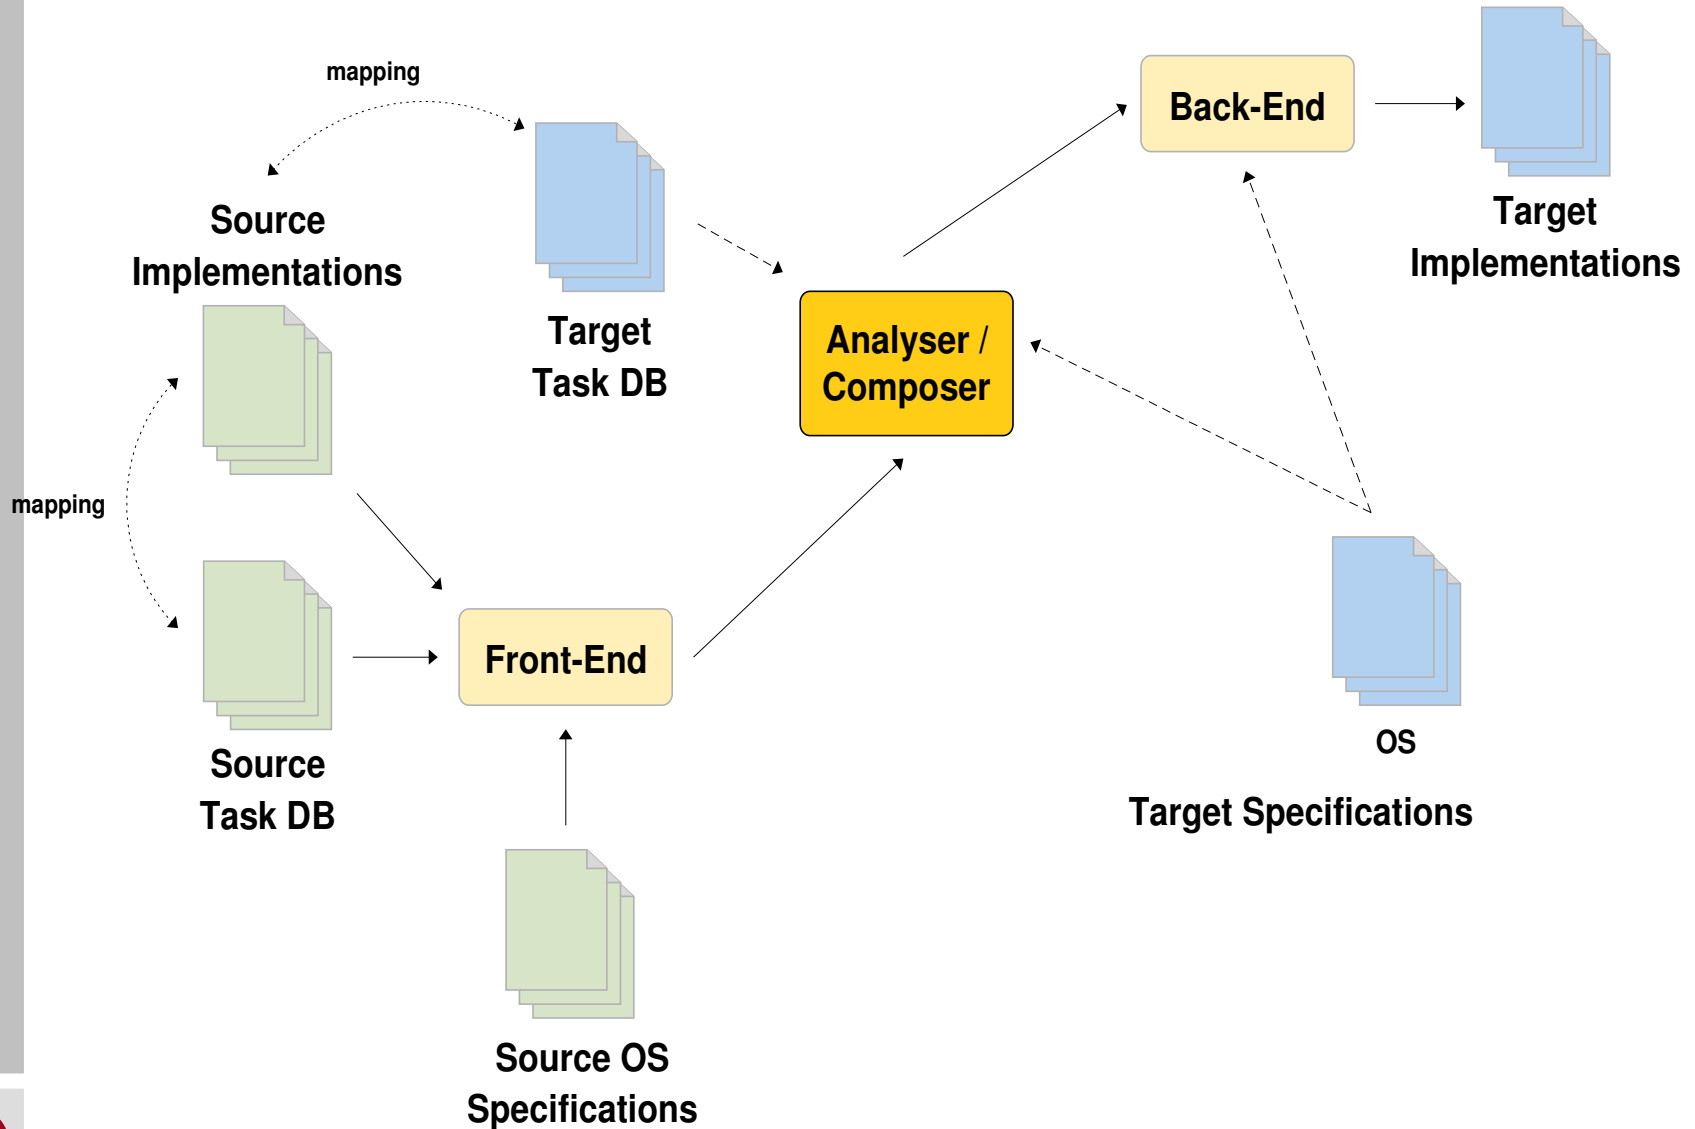 mapping
Back-End
Source
Implementations
Target
Implementations
Target
Task DB
Analyser /
Composer
mapping
Front-End
Source
Task DB
OS
Target Specifications
Source OS
Specifications